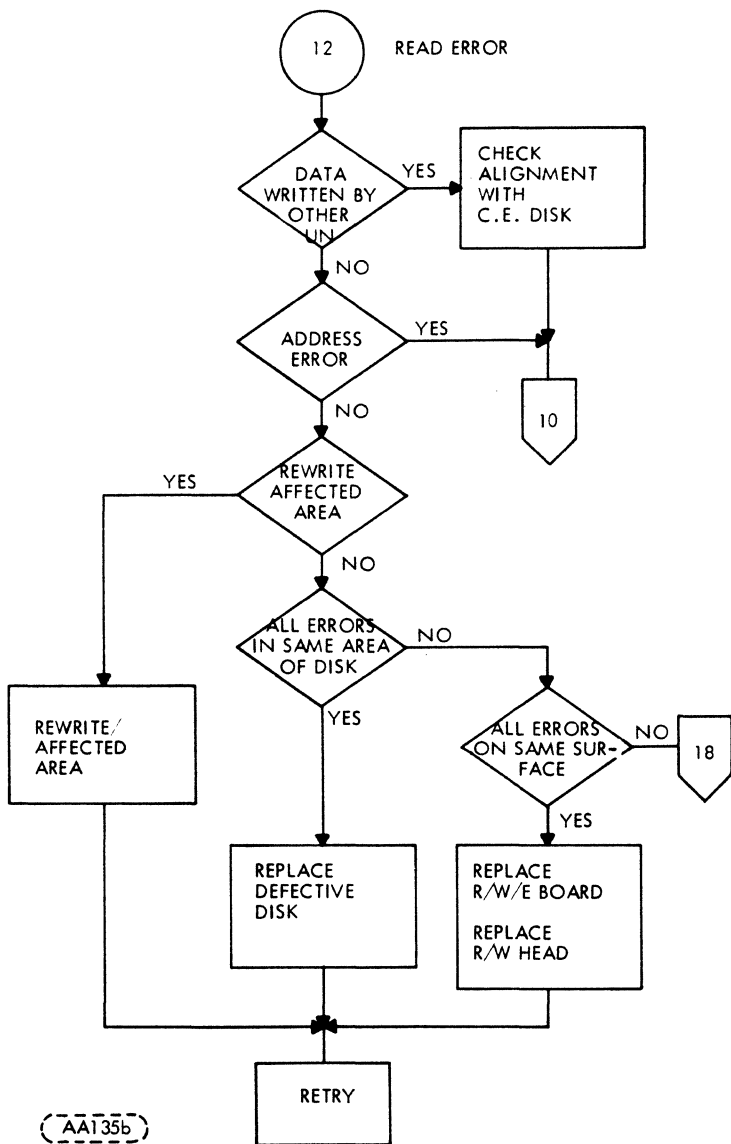 12
READ ERROR
DATA
WRITTEN BY
OTHER
UN
YES
CHECK
ALIGNMENT
WITH
C.E. DISK
NO
ADDRESS
ERROR
YES
10
NO
REWRITE
AFFECTED
AREA
YES
NO
ALL ERRORS
IN SAME AREA
OF DISK
NO
YES
REWRITE/
AFFECTED
AREA
ALL ERRORS
ON SAME SUR-
FACE
NO
18
YES
REPLACE
DEFECTIVE
DISK
REPLACE
R/W/E BOARD
REPLACE
R/W HEAD
RETRY
AA135b